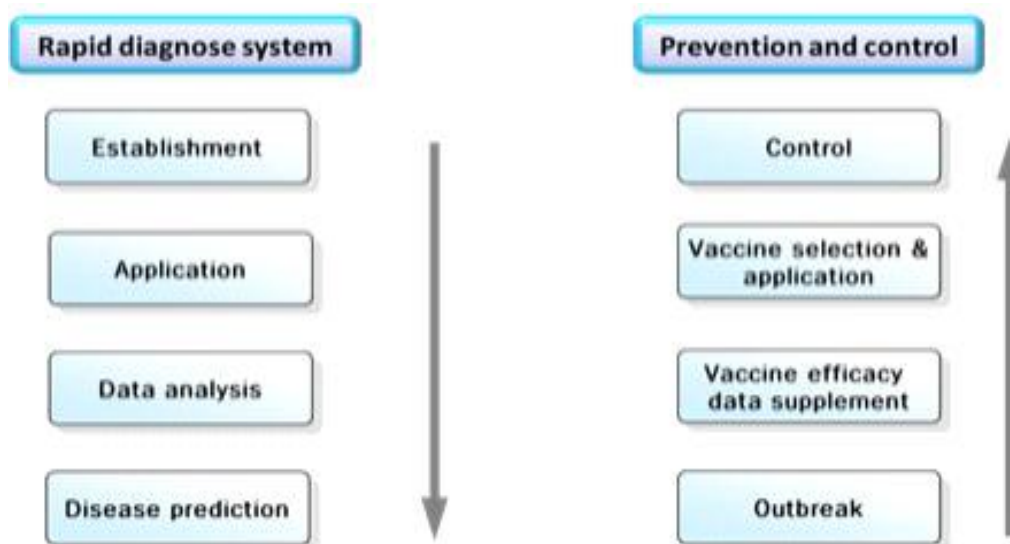 Rapid diagnose system
Establishment
Application
Data analysis
Disease prediction
Prevention and control
Control
Vaccine selection &
application
Vaccine efficacy
data supplement
Outbreak